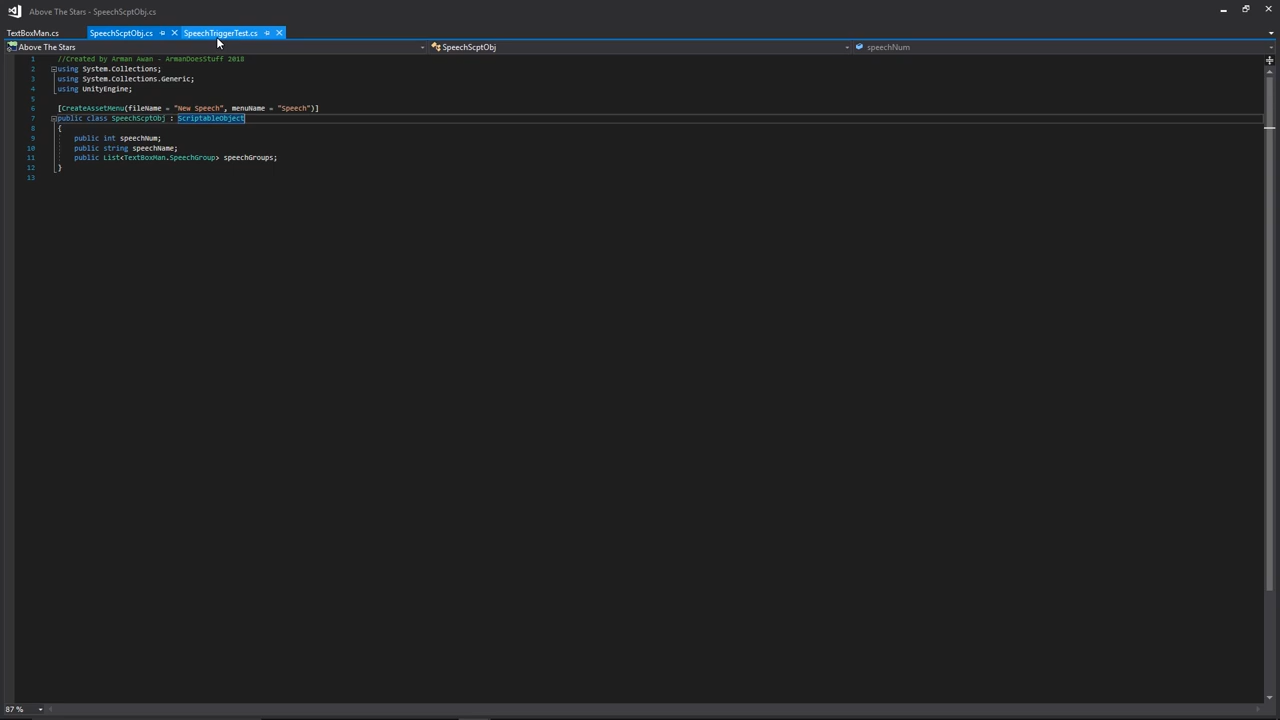 Above The Stars - SpeechScptObj.cs
TextBoxMan.cs SpeechScptObj.cs SpeechTriggerTest.cs
Above The Stars SpeechScptObj speechNum
1 //Created by Arman Awan - ArmanDoesStuff 2018
2 using System.Collections;
3 using System.Collections.Generic;
4 using UnityEngine;
5
6 [CreateAssetMenu(fileName = "New Speech", menuName = "Speech")]
7 public class SpeechScptObj : ScriptableObject
8 {
9 public int speechNum;
10 public string speechName;
11 public List<TextBoxMan.SpeechGroup> speechGroups;
12 }
13
87 %